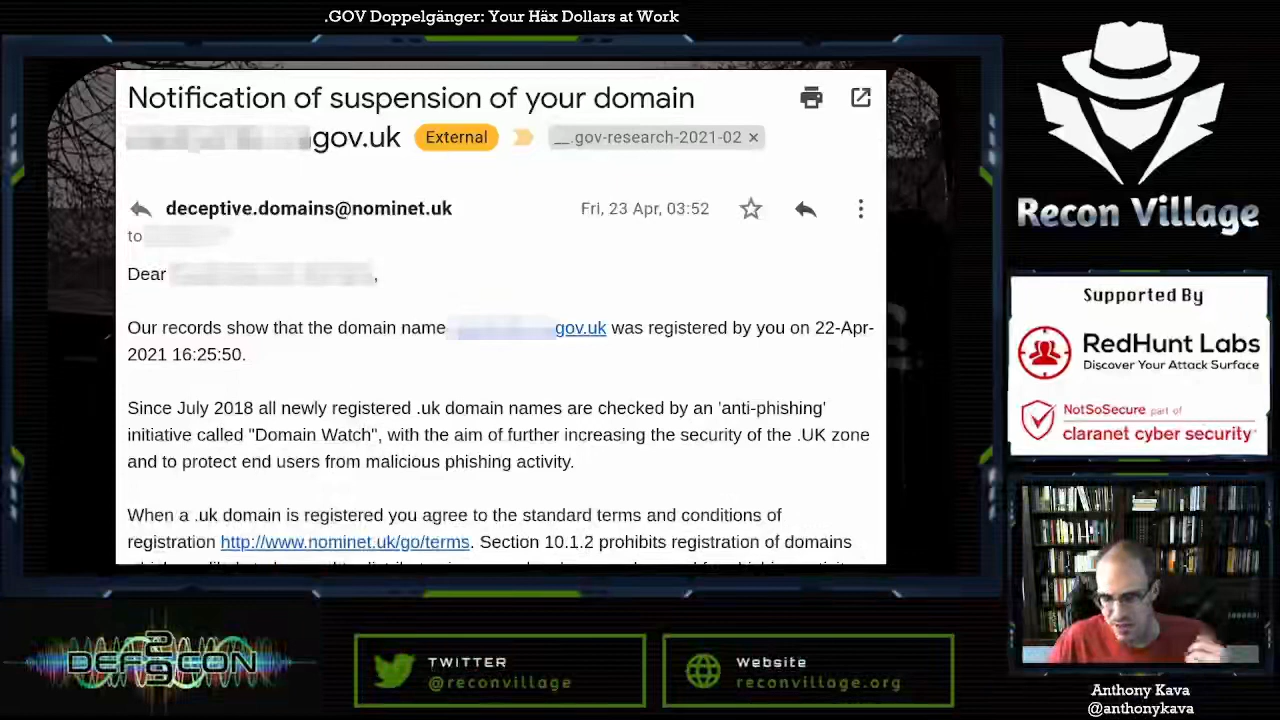 .GOV Doppelgänger: Your Häx Dollars at Work
Notification of suspension of your domain
gov.uk External __.gov-research-2021-02 ×
deceptive.domains@nominet.uk Fri, 23 Apr, 03:52
to
Dear ,
Our records show that the domain name gov.uk was registered by you on 22-Apr-
2021 16:25:50.
Since July 2018 all newly registered .uk domain names are checked by an 'anti-phishing'
initiative called "Domain Watch", with the aim of further increasing the security of the .UK zone
and to protect end users from malicious phishing activity.
When a .uk domain is registered you agree to the standard terms and conditions of
registration http://www.nominet.uk/go/terms. Section 10.1.2 prohibits registration of domains
Recon Village
Supported By
RedHunt Labs
Discover Your Attack Surface
NotSoSecure part of
claranet cyber security
DEF CON
29
TWITTER
@reconvillage
Website
reconvillage.org
Anthony Kava
@anthonykava